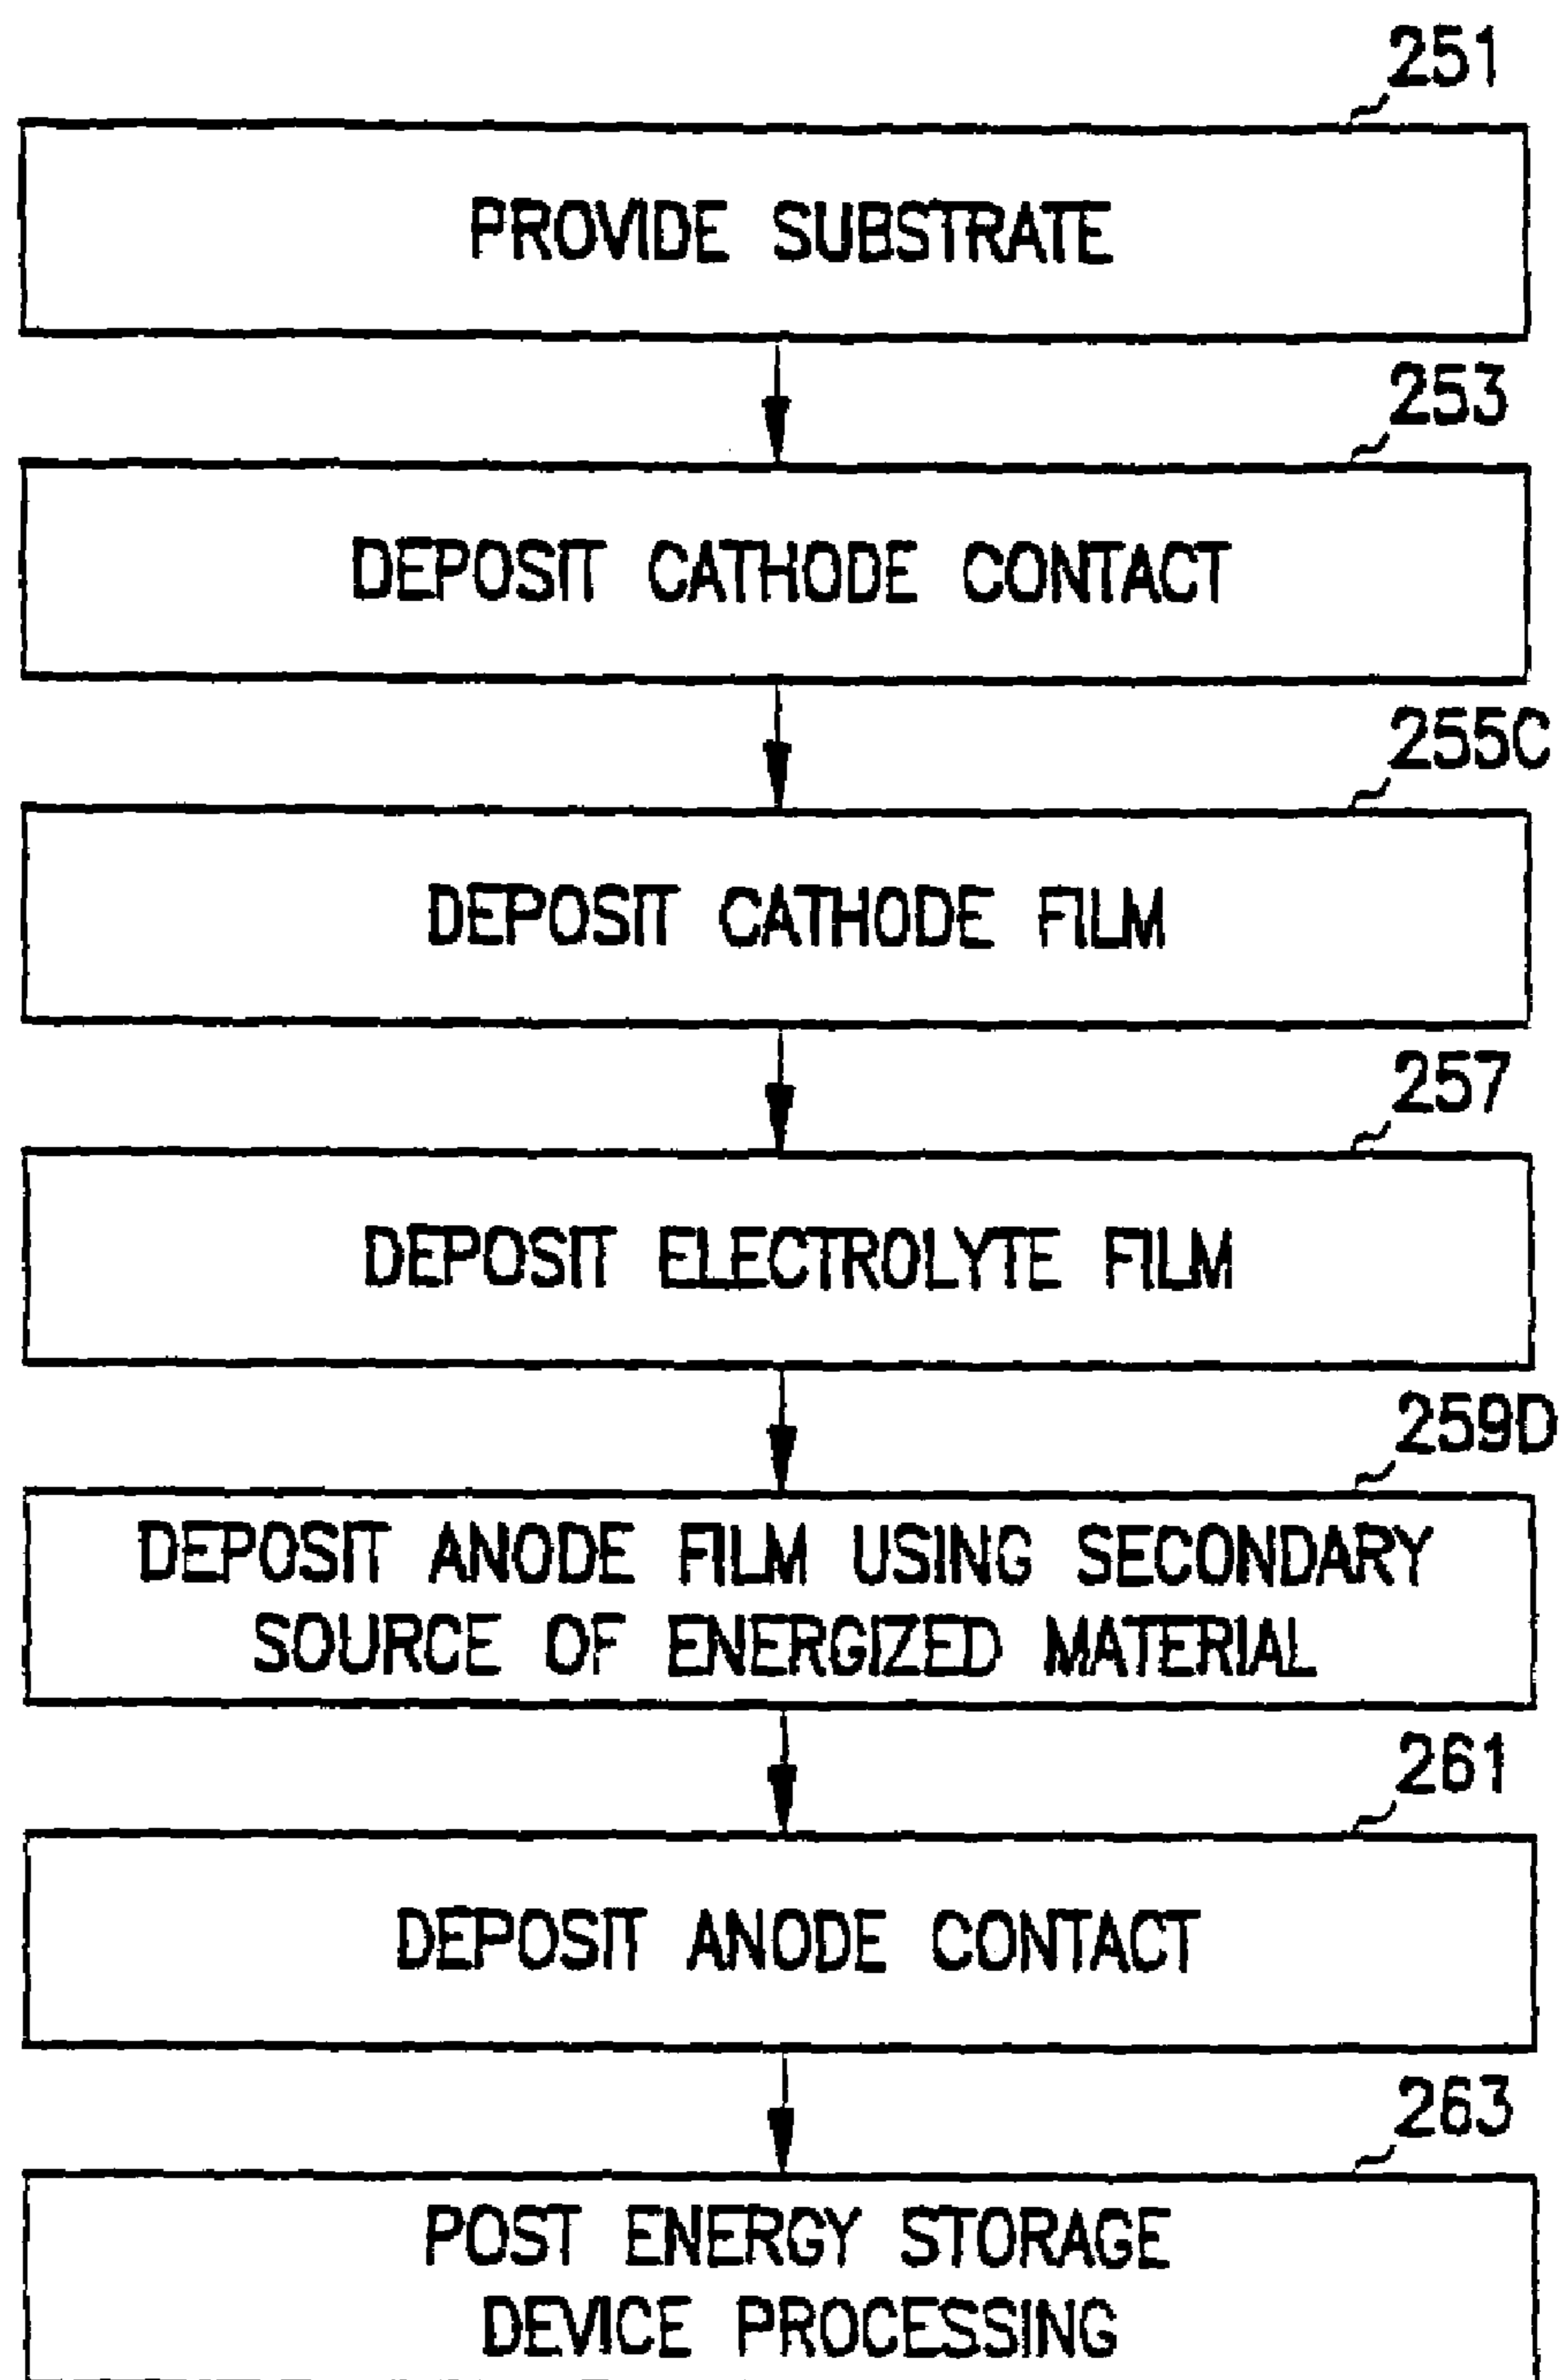 251
PROVIDE SUBSTRATE
253
DEPOSIT CATHODE CONTACT
255C
DEPOSIT CATHODE FILM
257
DEPOSIT ELECTROLYTE FILM
259D
DEPOSIT ANODE FILM USING SECONDARY
SOURCE OF ENERGIZED MATERIAL
261
DEPOSIT ANODE CONTACT
263
POST ENERGY STORAGE
DEVICE PROCESSING